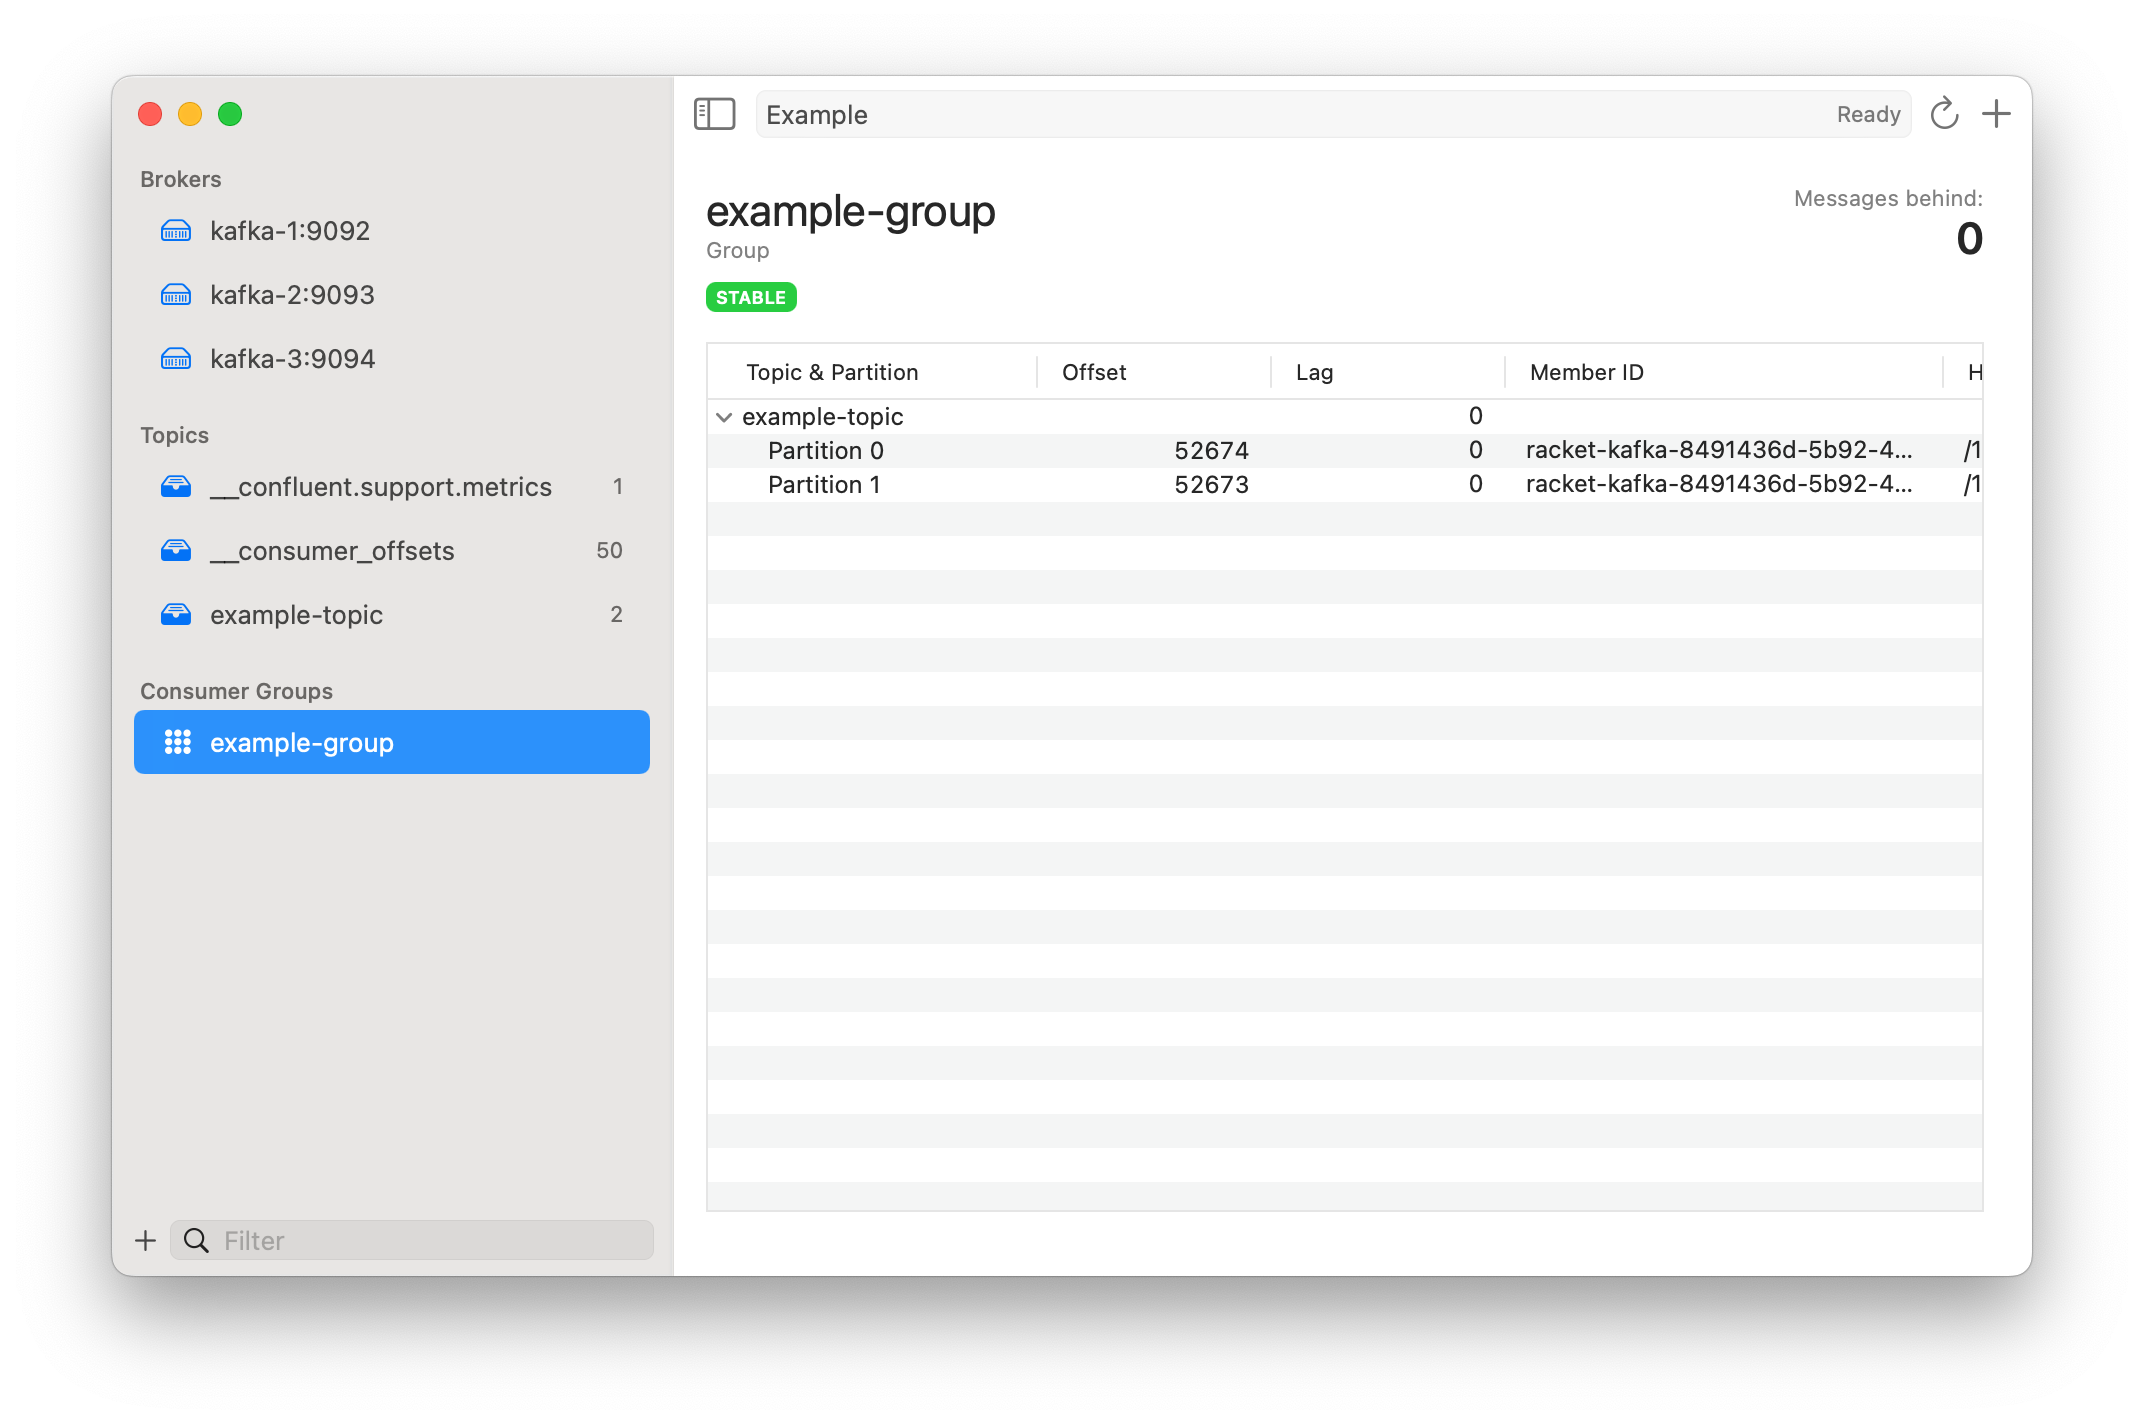 Brokers
kafka-1:9092
kafka-2:9093
kafka-3:9094
Topics
__confluent.support.metrics 1
__consumer_offsets 50
example-topic 2
Consumer Groups
example-group
Filter
Example Ready
example-group
Group
STABLE
Messages behind:
0
Topic & Partition Offset Lag Member ID H
example-topic 0
Partition 0 52674 0 racket-kafka-8491436d-5b92-4... /1
Partition 1 52673 0 racket-kafka-8491436d-5b92-4... /1